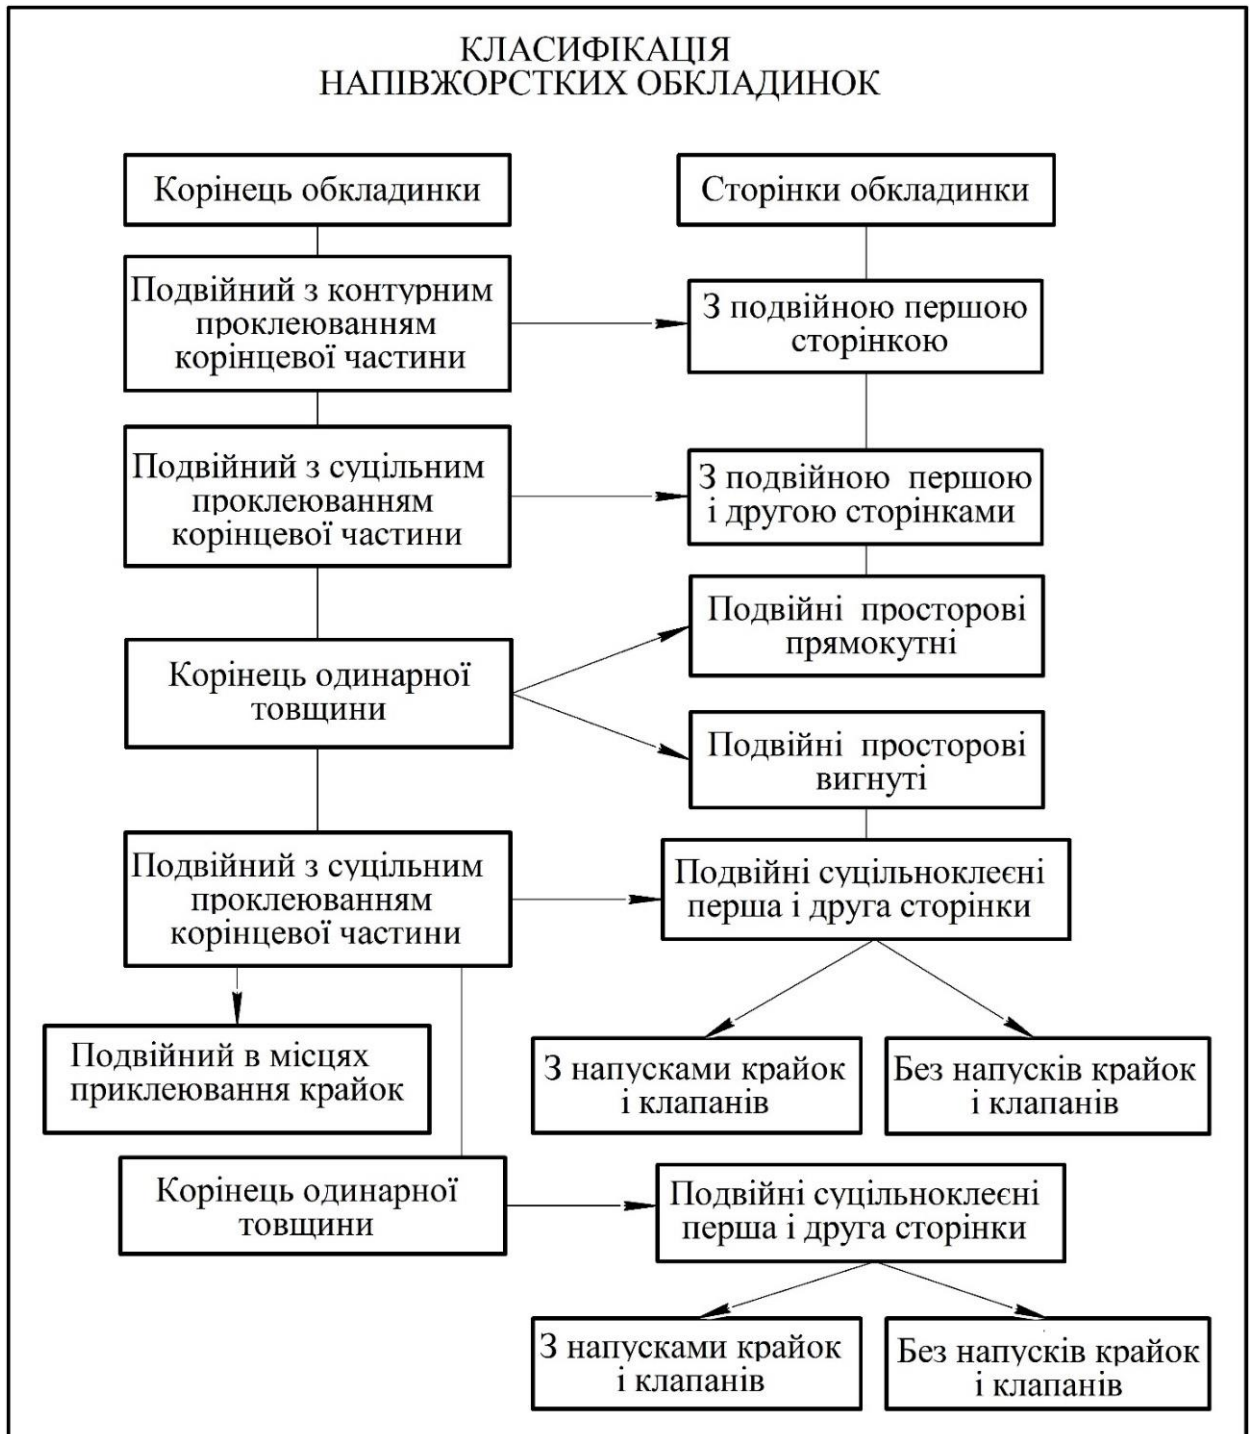 КЛАСИФІКАЦІЯ
НАПІВЖОРСТКИХ ОБКЛАДИНОК
Корінець обкладинки
Сторінки обкладинки
Подвійний з контурним
проклеюванням
корінцевої частини
З подвійною першою
сторінкою
Подвійний з суцільним
проклеюванням
корінцевої частини
З подвійною першою
і другою сторінками
Подвійні просторові
прямокутні
Корінець одинарної
товщини
Подвійні просторові
вигнуті
Подвійний з суцільним
проклеюванням
корінцевої частини
Подвійні суцільноклеєні
перша і друга сторінки
Подвійний в місцях
приклеювання крайок
З напусками крайок
і клапанів
Без напусків крайок
і клапанів
Корінець одинарної
товщини
Подвійні суцільноклеєні
перша і друга сторінки
З напусками крайок
і клапанів
Без напусків крайок
і клапанів